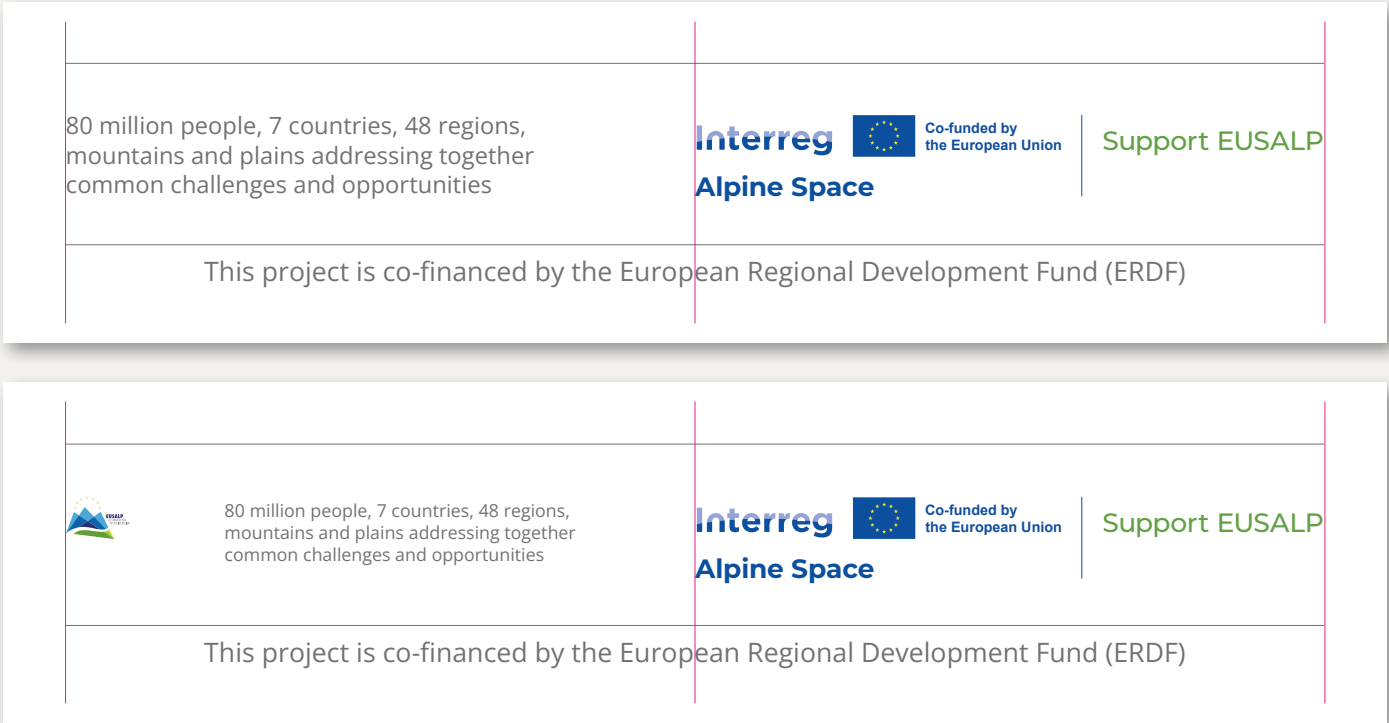 80 million people, 7 countries, 48 regions,
mountains and plains addressing together
common challenges and opportunities
Interreg
Co-funded by
the European Union
Alpine Space
Support EUSALP
This project is co-financed by the European Regional Development Fund (ERDF)
EUSALP
80 million people, 7 countries, 48 regions,
mountains and plains addressing together
common challenges and opportunities
Interreg
Co-funded by
the European Union
Alpine Space
Support EUSALP
This project is co-financed by the European Regional Development Fund (ERDF)